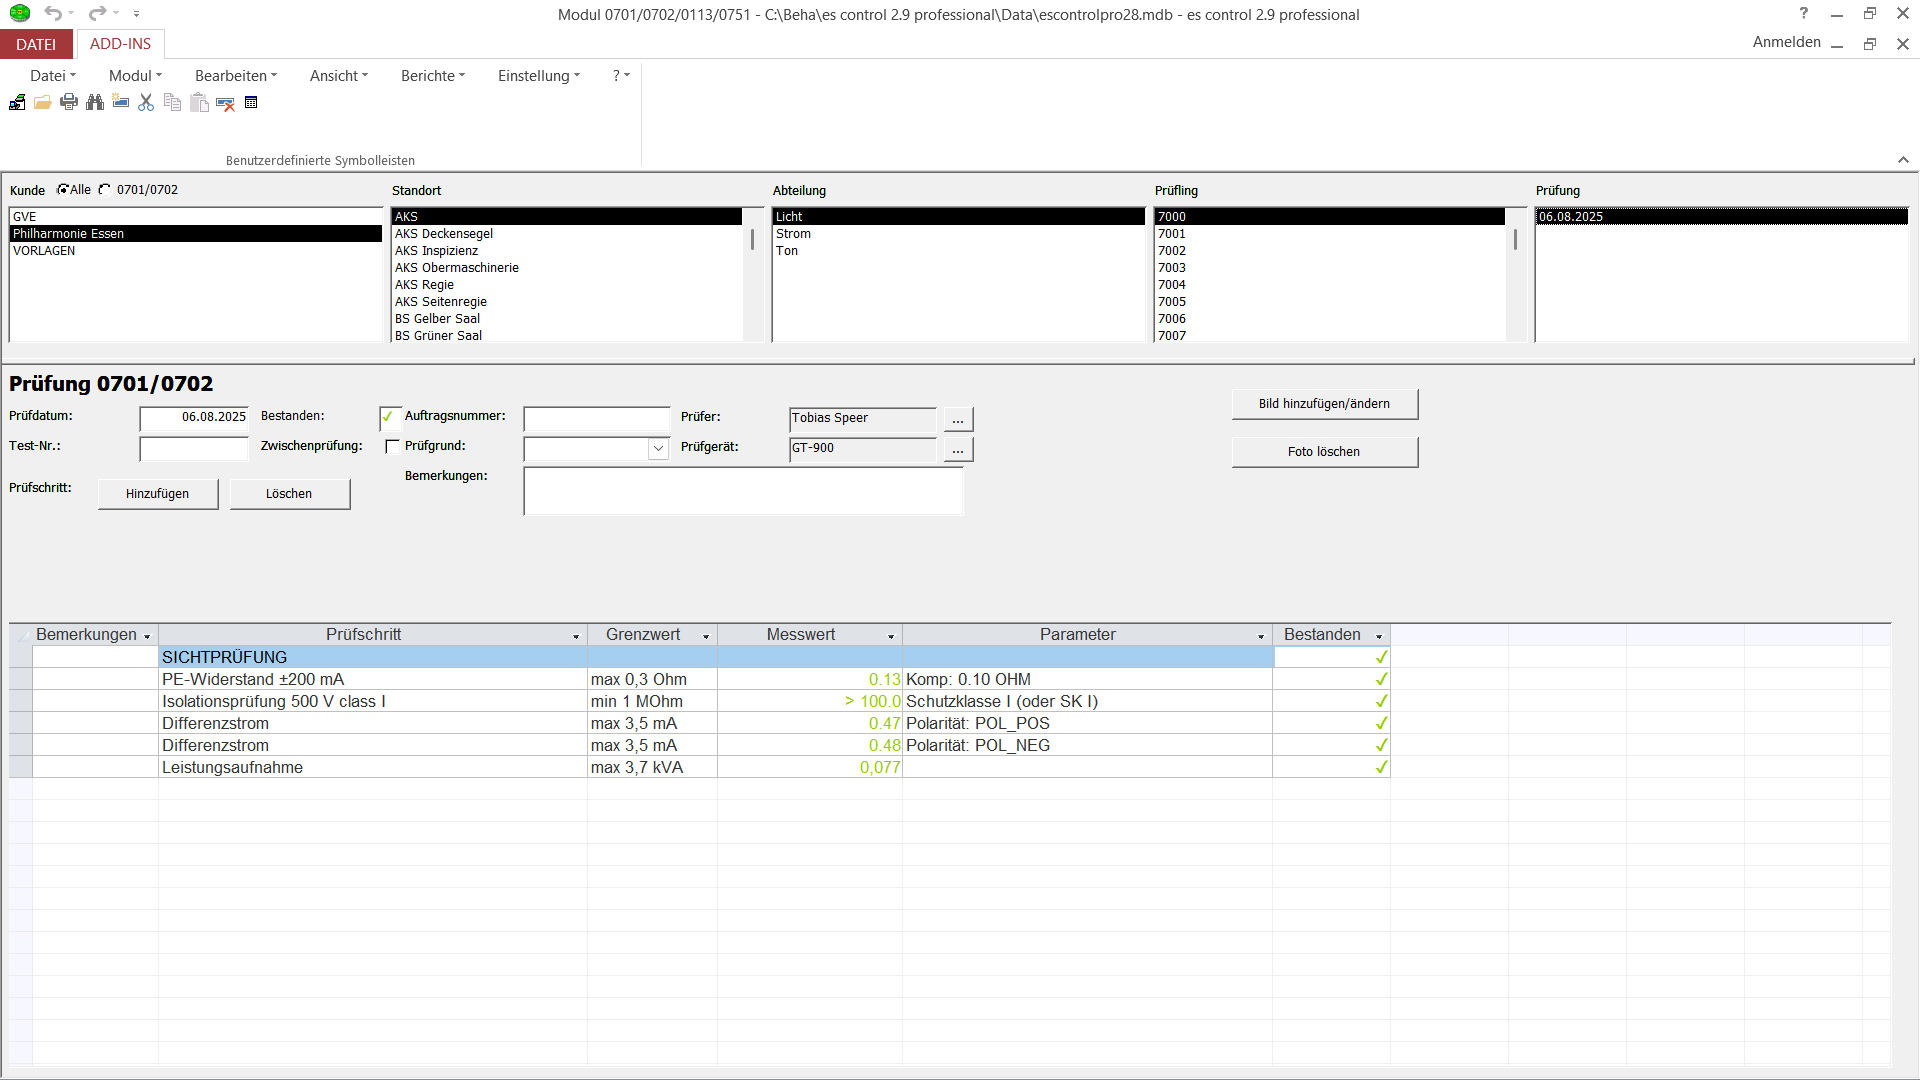 Modul 0701/0702/0113/0751 - C:\Beha\es control 2.9 professional\Data\escontrolpro28.mdb - es control 2.9 professional
?
DATEI ADD-INS
Anmelden
Datei Modul Bearbeiten Ansicht Berichte Einstellung ?
Benutzerdefinierte Symbolleisten
Kunde Alle 0701/0702 Standort Abteilung Prüfling Prüfung
GVE AKS Licht 7000 06.08.2025
Philharmonie Essen AKS Deckensegel Strom 7001
VORLAGEN AKS Inspizienz Ton 7002
AKS Obermaschinerie 7003
AKS Regie 7004
AKS Seitenregie 7005
BS Gelber Saal 7006
BS Grüner Saal 7007
Prüfung 0701/0702
Prüfdatum: 06.08.2025 Bestanden: Auftragsnummer: Prüfer: Tobias Speer ... Bild hinzufügen/ändern
Test-Nr.: Zwischenprüfung: Prüfgrund: Prüfgerät: GT-900 ... Foto löschen
Bemerkungen:
Prüfschritt: Hinzufügen Löschen
Bemerkungen Prüfschritt Grenzwert Messwert Parameter Bestanden
SICHTPRÜFUNG
PE-Widerstand ±200 mA max 0,3 Ohm 0.13 Komp: 0.10 OHM
Isolationsprüfung 500 V class I min 1 MOhm > 100.0 Schutzklasse I (oder SK I)
Differenzstrom max 3,5 mA 0.47 Polarität: POL_POS
Differenzstrom max 3,5 mA 0.48 Polarität: POL_NEG
Leistungsaufnahme max 3,7 kVA 0,077